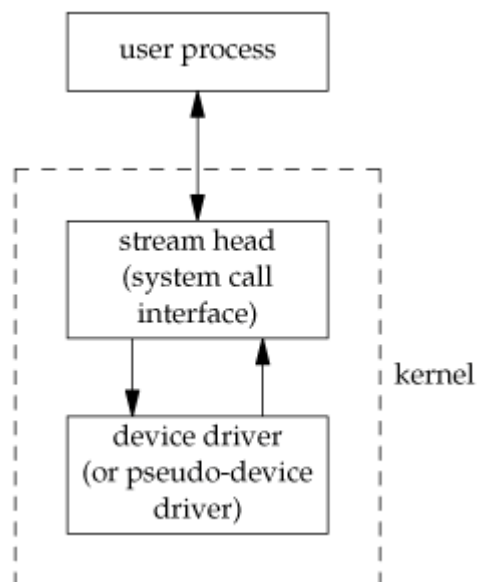 user process
stream head
(system call
interface)
kernel
device driver
(or pseudo-device
driver)